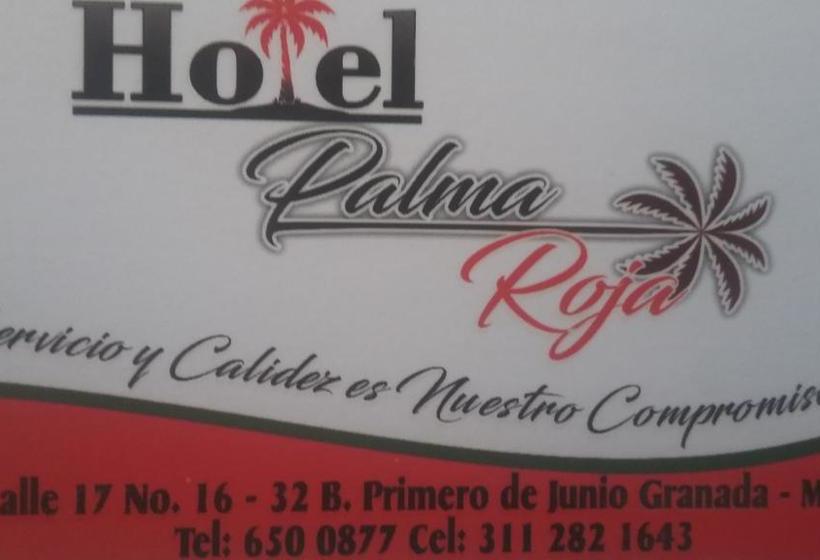 Hotel
Palma
Roja
ervicio y Calidez es Nuestro Compromis
alle 17 No. 16 - 32 B. Primero de Junio Granada - M
Tel: 650 0877 Cel: 311 282 1643